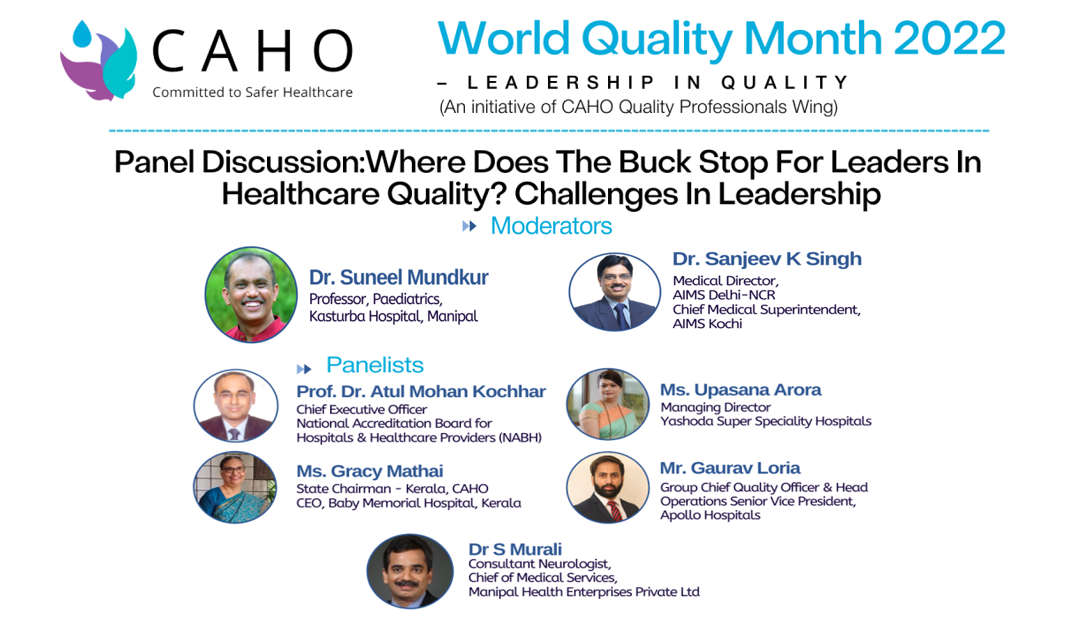 CAHO
Committed to Safer Healthcare
World Quality Month 2022
– LEADERSHIP IN QUALITY
(An initiative of CAHO Quality Professionals Wing)
Panel Discussion:Where Does The Buck Stop For Leaders In
Healthcare Quality? Challenges In Leadership
Moderators
Dr. Suneel Mundkur
Professor, Paediatrics,
Kasturba Hospital, Manipal
Dr. Sanjeev K Singh
Medical Director,
AIMS Delhi-NCR
Chief Medical Superintendent,
AIMS Kochi
Panelists
Prof. Dr. Atul Mohan Kochhar
Chief Executive Officer
National Accreditation Board for
Hospitals & Healthcare Providers (NABH)
Ms. Upasana Arora
Managing Director
Yashoda Super Speciality Hospitals
Ms. Gracy Mathai
State Chairman - Kerala, CAHO
CEO, Baby Memorial Hospital, Kerala
Mr. Gaurav Loria
Group Chief Quality Officer & Head
Operations Senior Vice President,
Apollo Hospitals
Dr S Murali
Consultant Neurologist,
Chief of Medical Services,
Manipal Health Enterprises Private Ltd